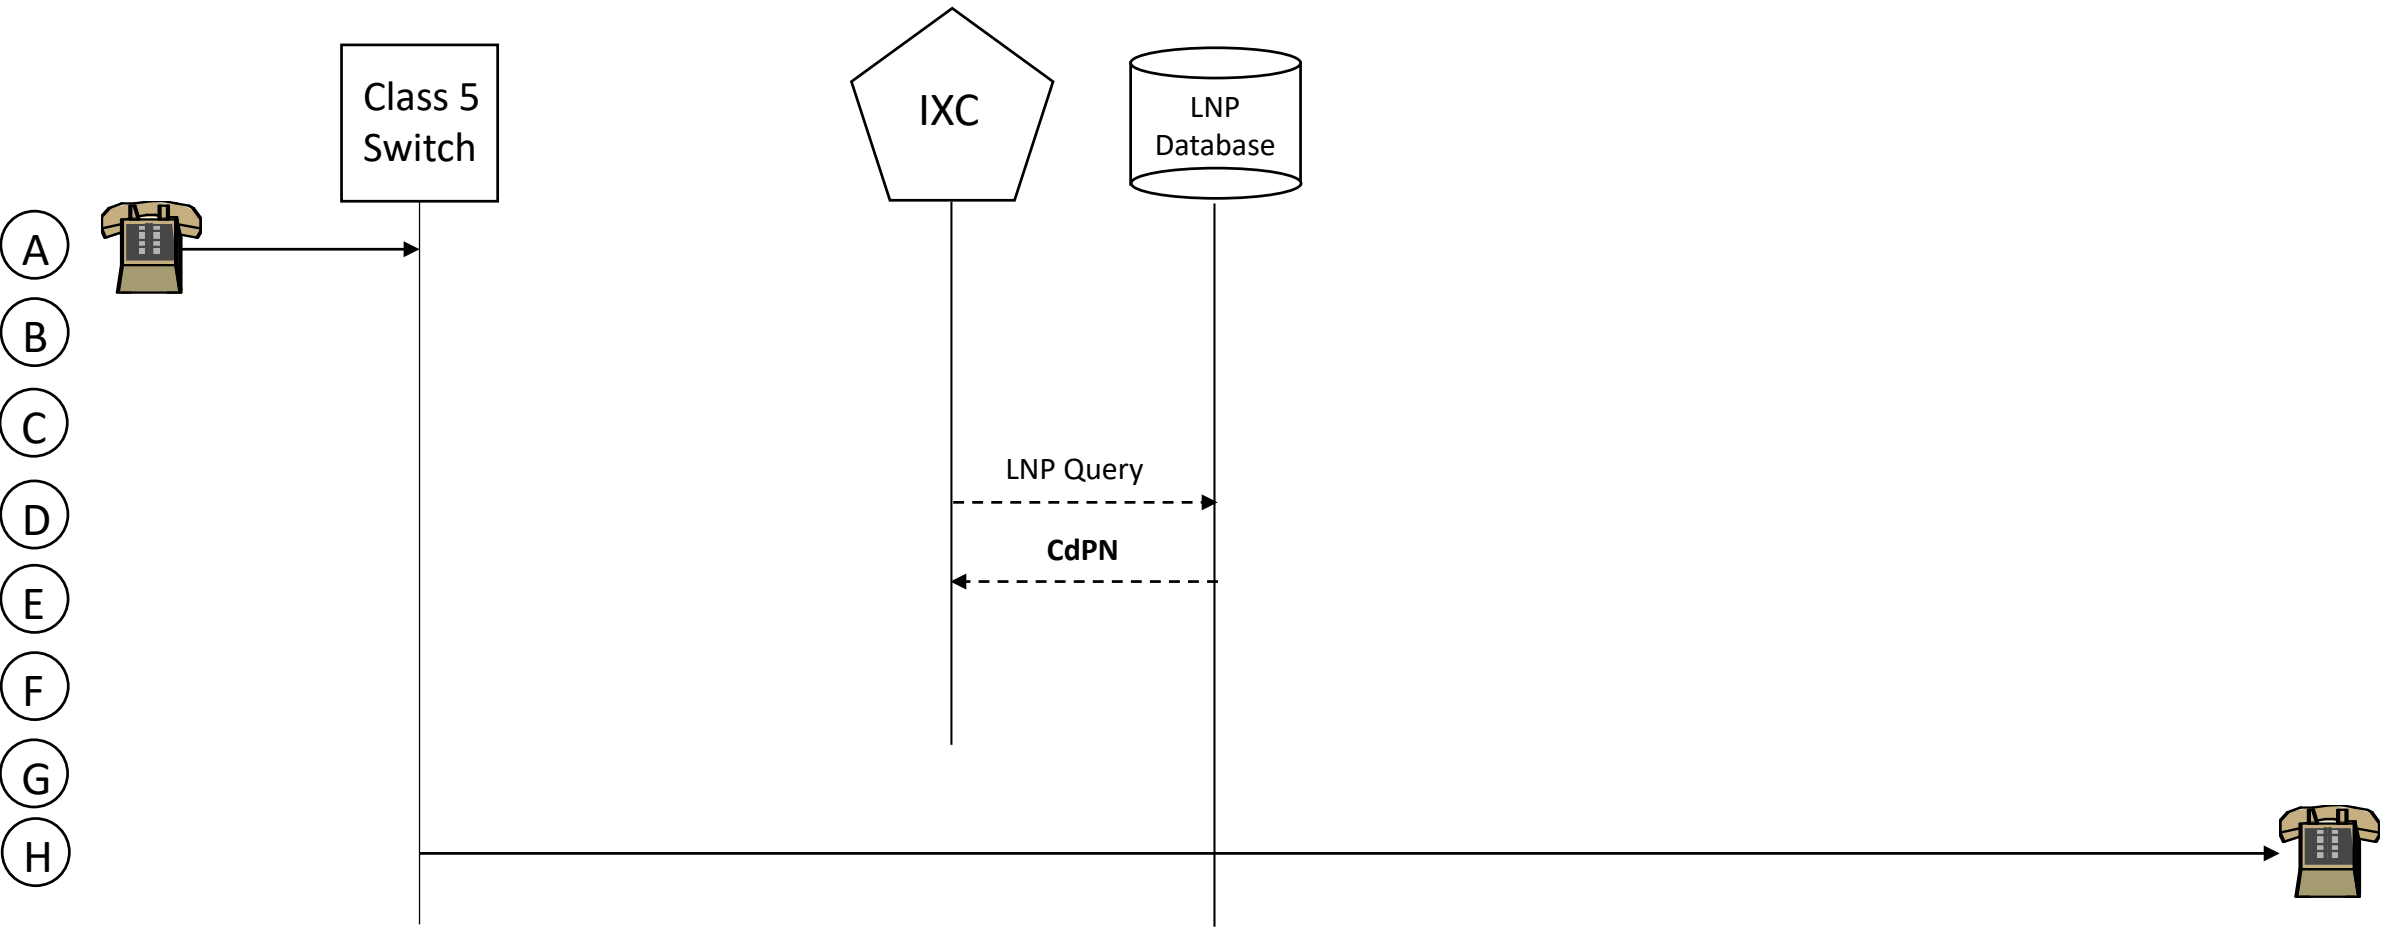 Class 5
Switch
IXC
LNP
Database
A
B
C
LNP Query
D
CdPN
E
F
G
H